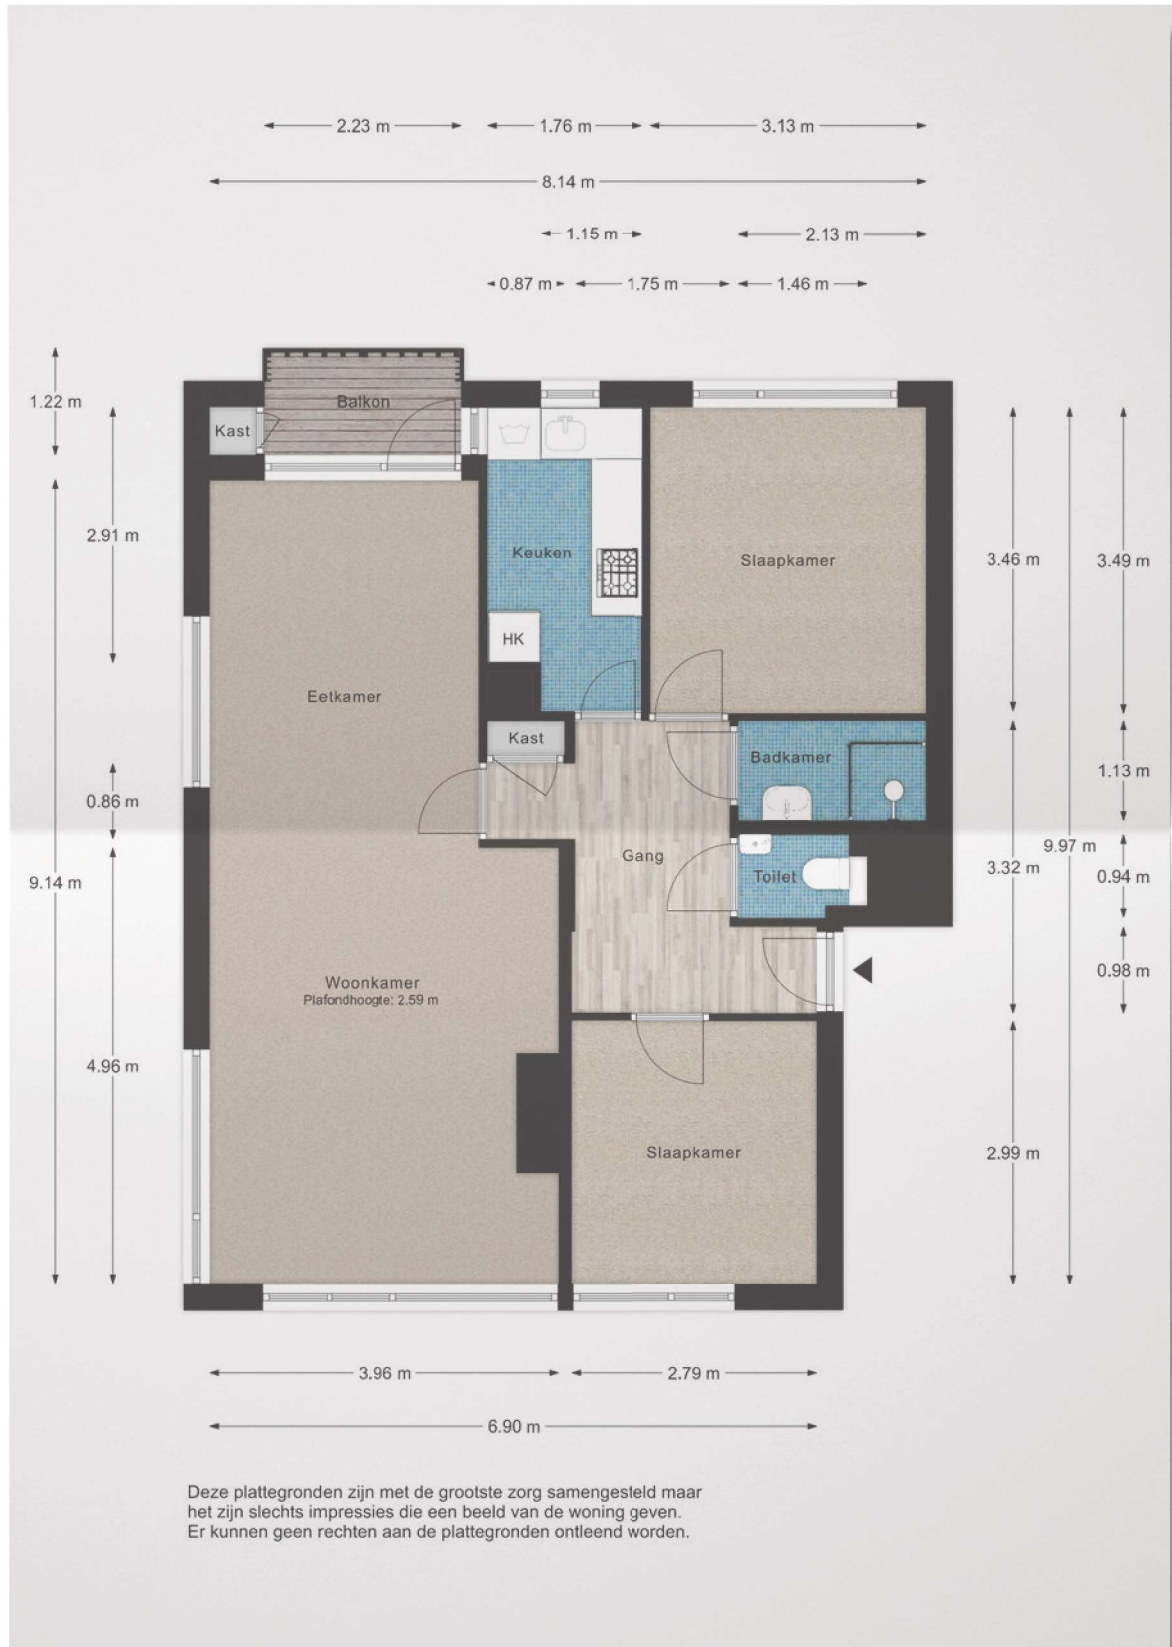 2.23 m 1.76 m 3.13 m
8.14 m
1.15 m 2.13 m
0.87 m 1.75 m 1.46 m
1.22 m
Balkon
Kast
2.91 m
Keuken
Slaapkamer
3.46 m
3.49 m
HK
Eetkamer
Kast
Badkamer
1.13 m
0.86 m
9.97 m
Gang
3.32 m
Toilet
0.94 m
9.14 m
0.98 m
Woonkamer
Plafondhoogte: 2.59 m
4.96 m
Slaapkamer
2.99 m
3.96 m 2.79 m
6.90 m
Deze plattegronden zijn met de grootste zorg samengesteld maar
het zijn slechts impressies die een beeld van de woning geven.
Er kunnen geen rechten aan de plattegronden ontleend worden.